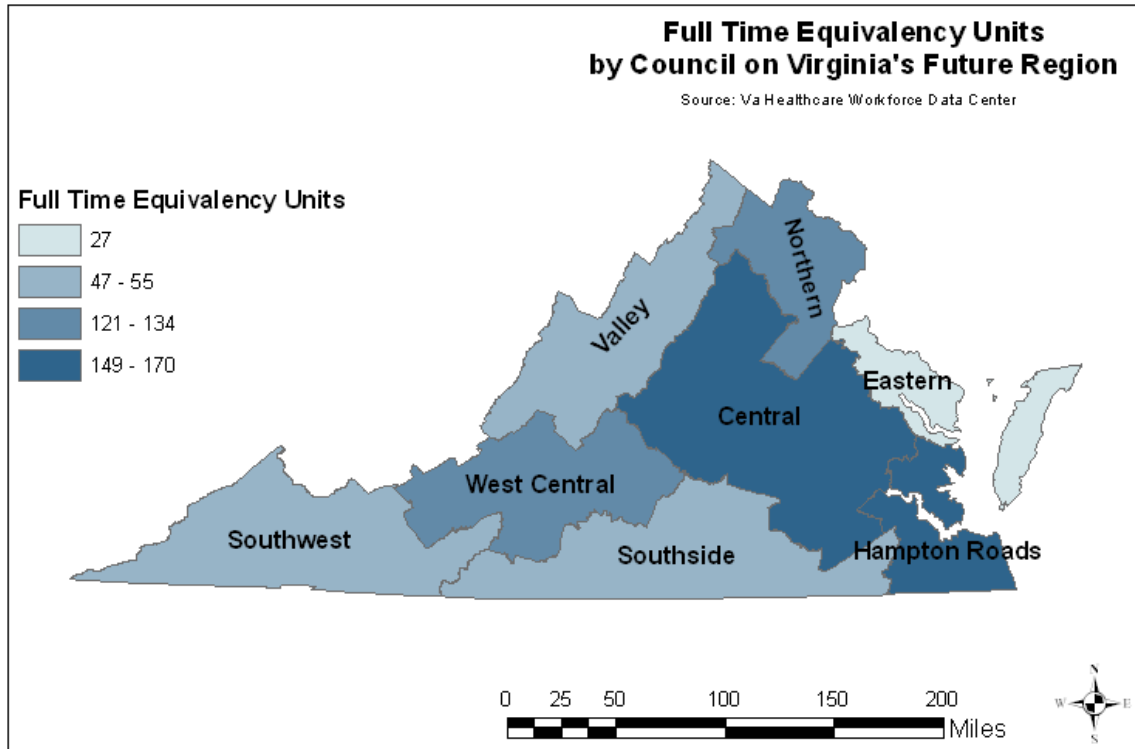 Full Time Equivalency Units
by Council on Virginia's Future Region
Source: Va Healthcare Workforce Data Center
Full Time Equivalency Units
27
47 - 55
121 - 134
149 - 170
Northern
Valley
Eastern
Central
West Central
Southwest
Southside
Hampton Roads
0 25 50 100 150 200
Miles
N
W E
S